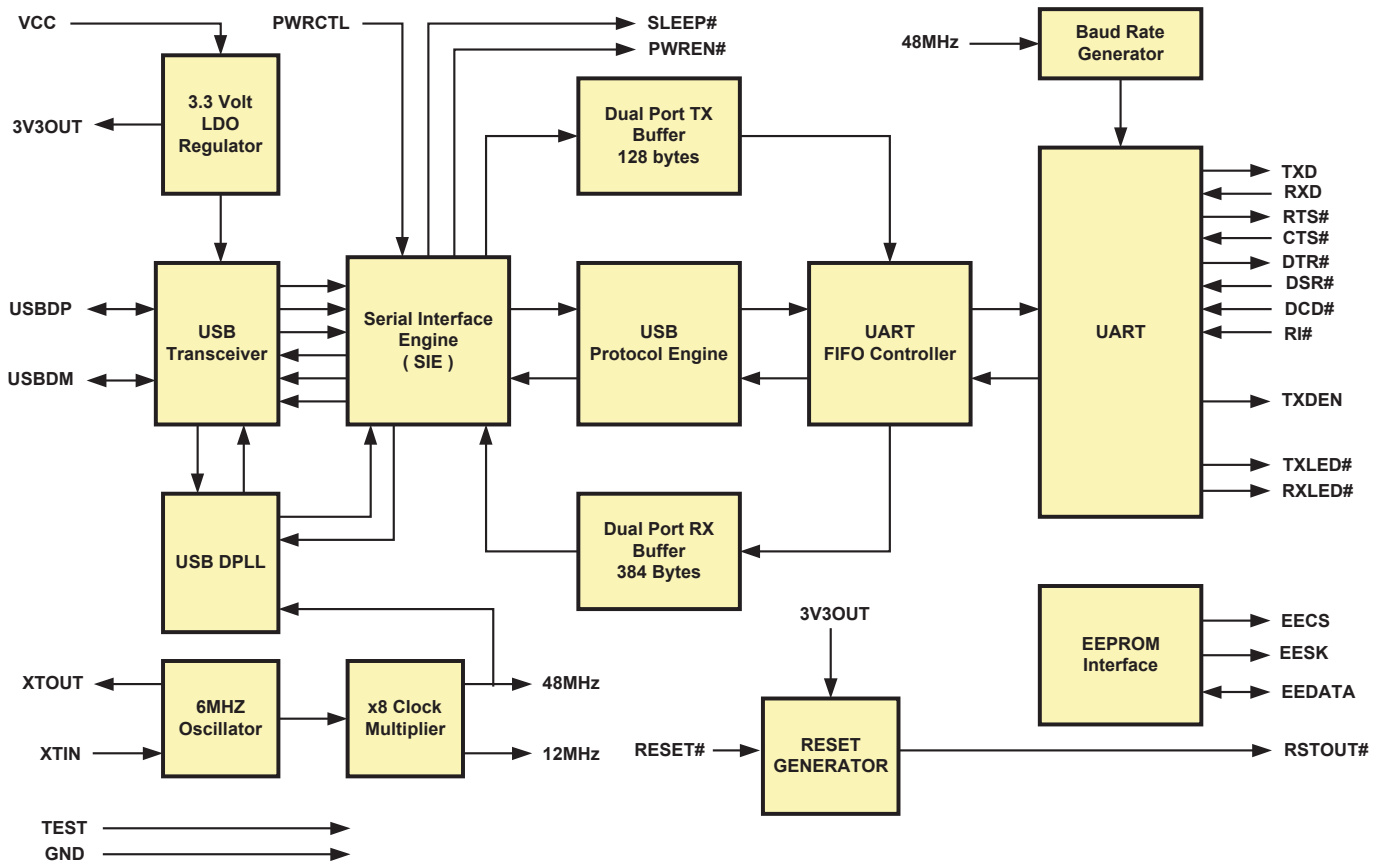 VCC
PWRCTL
SLEEP#
PWREN#
48MHz
Baud Rate
Generator
3.3 Volt
LDO
Regulator
3V3OUT
Dual Port TX
Buffer
128 bytes
TXD
RXD
RTS#
CTS#
DTR#
DSR#
DCD#
RI#
TXDEN
TXLED#
RXLED#
USBDP
USBDM
USB
Transceiver
Serial Interface
Engine
( SIE )
USB
Protocol Engine
UART
FIFO Controller
UART
USB DPLL
Dual Port RX
Buffer
384 Bytes
3V3OUT
EEPROM
Interface
EECS
EESK
EEDATA
XTOUT
XTIN
6MHZ
Oscillator
x8 Clock
Multiplier
48MHz
12MHz
RESET#
RESET
GENERATOR
RSTOUT#
TEST
GND